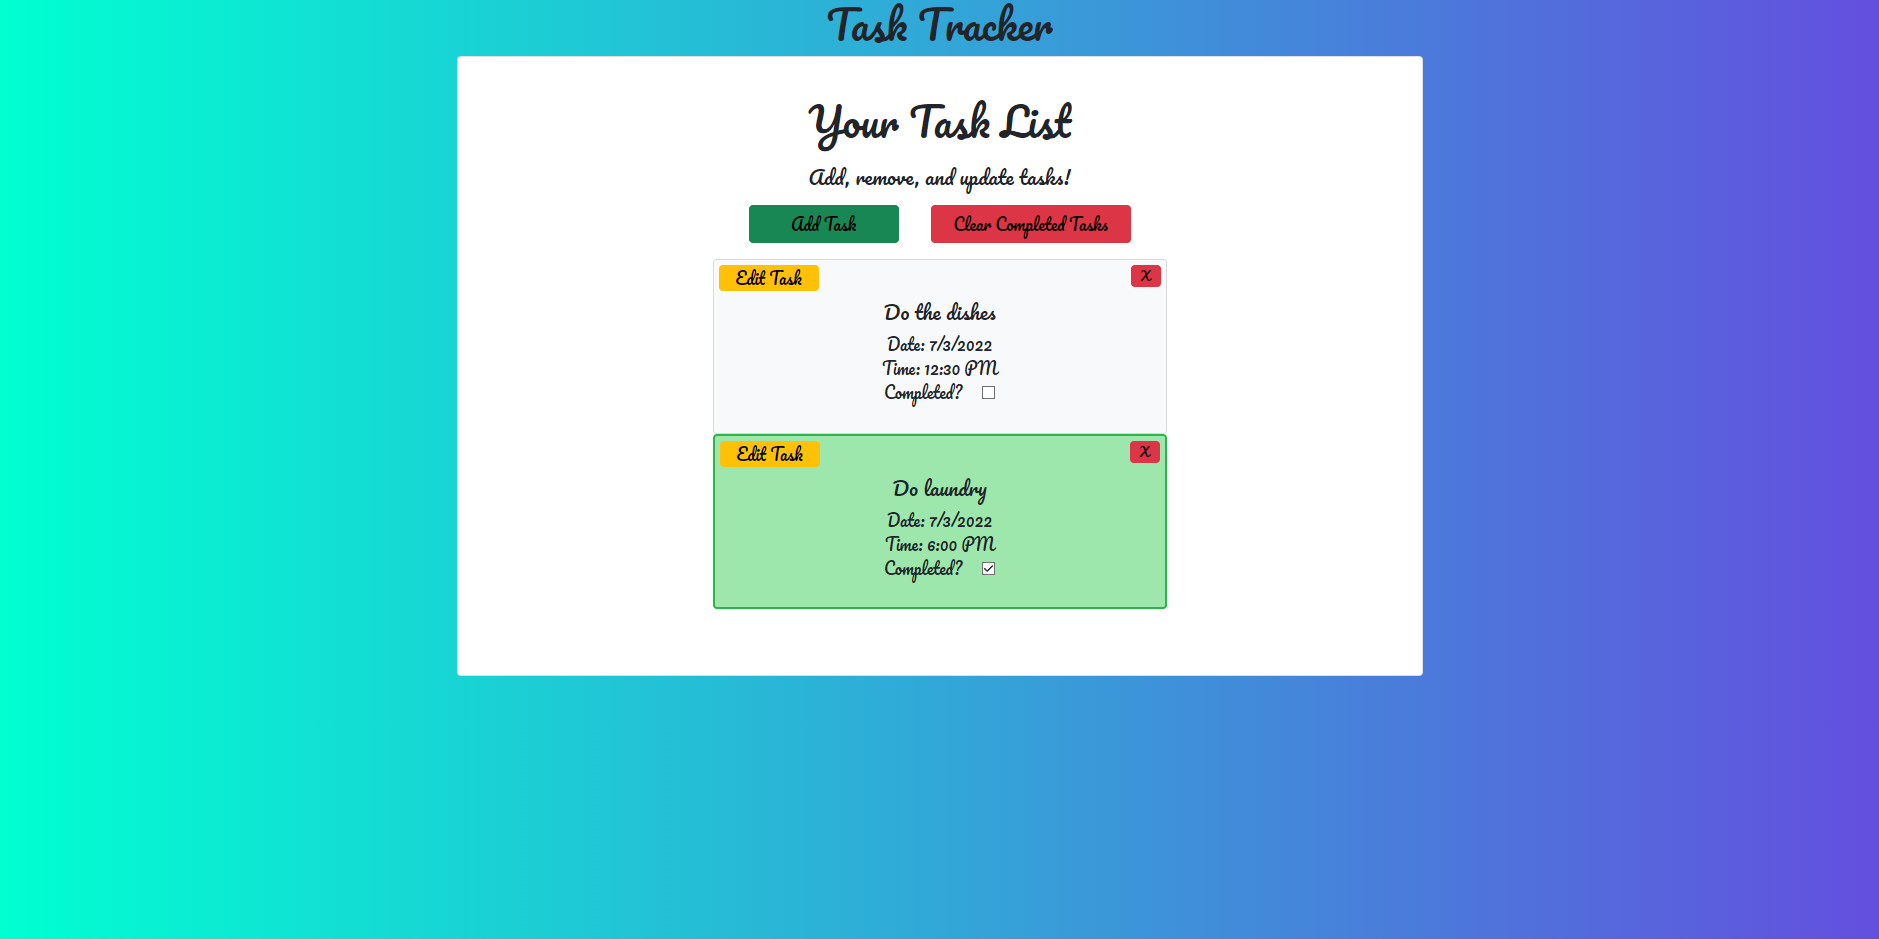 Task Tracker
Your Task List
Add, remove, and update tasks!
Add Task
Clear Completed Tasks
Edit Task
X
Do the dishes
Date: 7/3/2022
Time: 12:30 PM
Completed?
Edit Task
X
Do laundry
Date: 7/3/2022
Time: 6:00 PM
Completed?